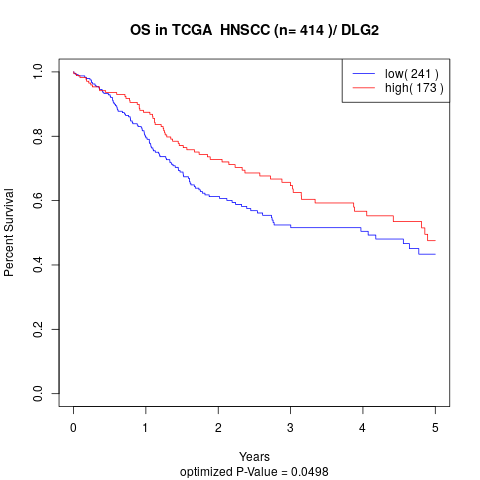 OS in TCGA  HNSCC (n= 414 )/ DLG2
low( 241 )
high( 173 )
Percent Survival
1.0
0.8
0.6
0.4
0.2
0.0
0 1 2 3 4 5
Years
optimized P-Value = 0.0498